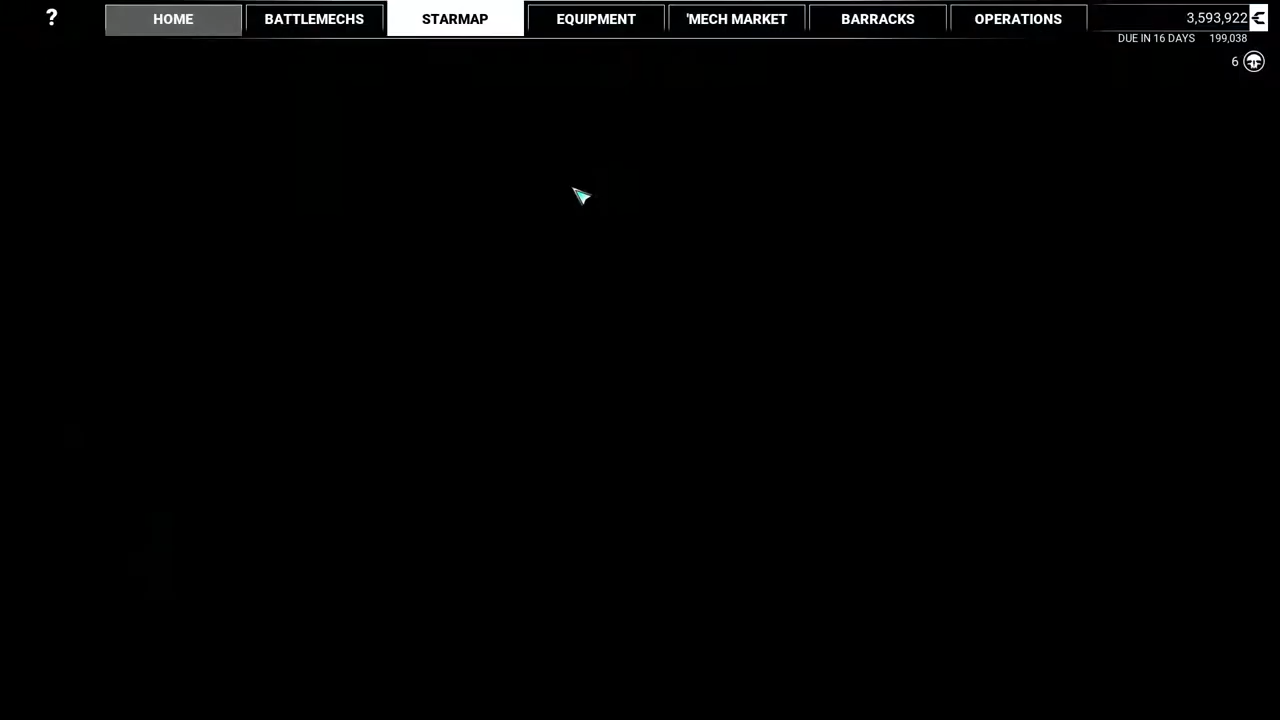 ?
HOME
BATTLEMECHS
STARMAP
EQUIPMENT
'MECH MARKET
BARRACKS
OPERATIONS
3,593,922
DUE IN 16 DAYS 199,038
6